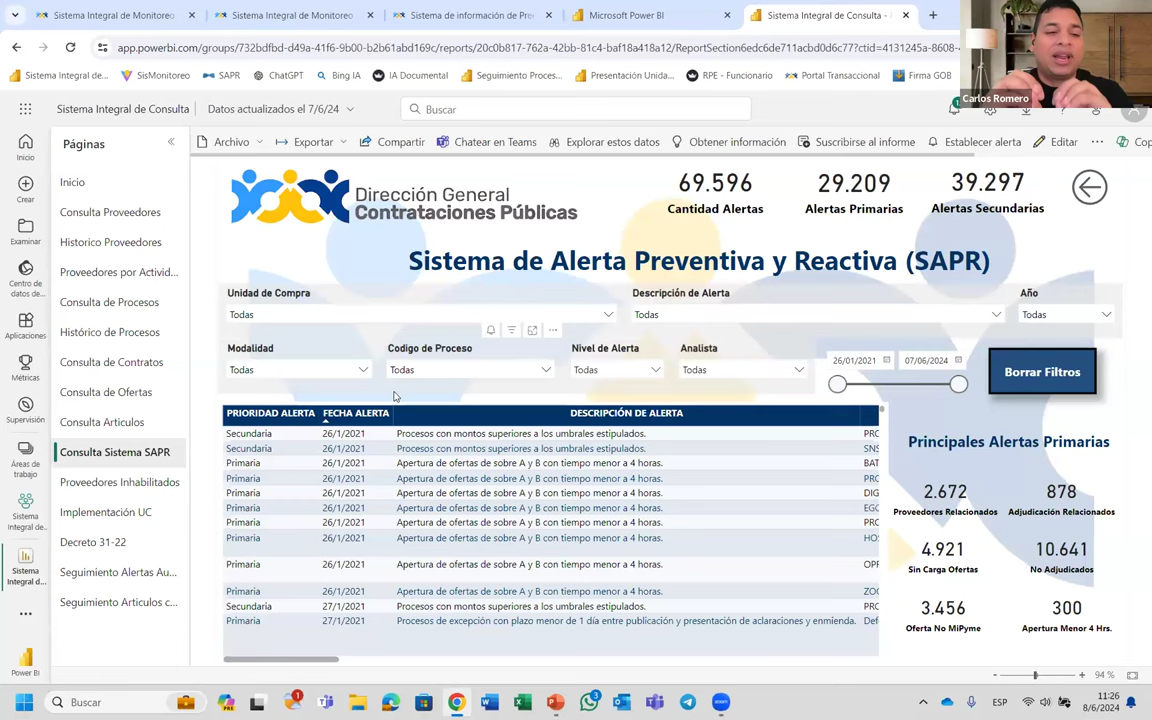 Sistema Integral de Monitoreo
Sistema Integral de Monitoreo
Sistema de información de Pre
Microsoft Power BI
Sistema Integral de Consulta -
app.powerbi.com/groups/732bdfbd-d49a-41f6-9b00-b2b61abd169c/reports/20c0b817-762a-42bb-81c4-baf18a418a12/ReportSection6edc6de711acbd0d6c77?ctid=4131245a-8608-4
Sistema Integral de...
SisMonitoreo
SAPR
ChatGPT
Bing IA
IA Documental
Seguimiento Proces...
Presentación Unida...
RPE - Funcionario
Portal Transaccional
Firma GOB
Carlos Romero
Sistema Integral de Consulta
Datos actualizados el 7/6/24
Buscar
Páginas
Archivo
Exportar
Compartir
Chatear en Teams
Explorar estos datos
Obtener información
Suscribirse al informe
Establecer alerta
Editar
Cop
Inicio
Crear
Examinar
Centro de datos de...
Aplicaciones
Métricas
Supervisión
Áreas de trabajo
Sistema Integral de...
Sistema Integral d...
Power BI
Inicio
Consulta Proveedores
Historico Proveedores
Proveedores por Activid...
Consulta de Procesos
Histórico de Procesos
Consulta de Contratos
Consulta de Ofertas
Consulta Articulos
Consulta Sistema SAPR
Proveedores Inhabilitados
Implementación UC
Decreto 31-22
Seguimiento Alertas Au...
Seguimiento Articulos c...
Dirección General
Contrataciones Públicas
69.596
Cantidad Alertas
29.209
Alertas Primarias
39.297
Alertas Secundarias
Sistema de Alerta Preventiva y Reactiva (SAPR)
Unidad de Compra
Todas
Descripción de Alerta
Todas
Año
Todas
Modalidad
Todas
Codigo de Proceso
Todas
Nivel de Alerta
Todas
Analista
Todas
26/01/2021
07/06/2024
Borrar Filtros
PRIORIDAD ALERTA FECHA ALERTA DESCRIPCIÓN DE ALERTA
Secundaria 26/1/2021 Procesos con montos superiores a los umbrales estipulados. PRC
Secundaria 26/1/2021 Procesos con montos superiores a los umbrales estipulados. SNS
Primaria 26/1/2021 Apertura de ofertas de sobre A y B con tiempo menor a 4 horas. BAT
Primaria 26/1/2021 Apertura de ofertas de sobre A y B con tiempo menor a 4 horas. PRC
Primaria 26/1/2021 Apertura de ofertas de sobre A y B con tiempo menor a 4 horas. DIG
Primaria 26/1/2021 Apertura de ofertas de sobre A y B con tiempo menor a 4 horas. EGC
Primaria 26/1/2021 Apertura de ofertas de sobre A y B con tiempo menor a 4 horas. PRC
Primaria 26/1/2021 Apertura de ofertas de sobre A y B con tiempo menor a 4 horas. HOS
Primaria 26/1/2021 Apertura de ofertas de sobre A y B con tiempo menor a 4 horas. OPR
Primaria 26/1/2021 Apertura de ofertas de sobre A y B con tiempo menor a 4 horas. ZOO
Secundaria 27/1/2021 Procesos con montos superiores a los umbrales estipulados. PRC
Primaria 27/1/2021 Procesos de excepción con plazo menor de 1 día entre publicación y presentación de aclaraciones y enmienda. Def
Principales Alertas Primarias
2.672
Proveedores Relacionados
878
Adjudicación Relacionados
4.921
Sin Carga Ofertas
10.641
No Adjudicados
3.456
Oferta No MiPyme
300
Apertura Menor 4 Hrs.
94 %
Buscar
ESP
11:26
8/6/2024